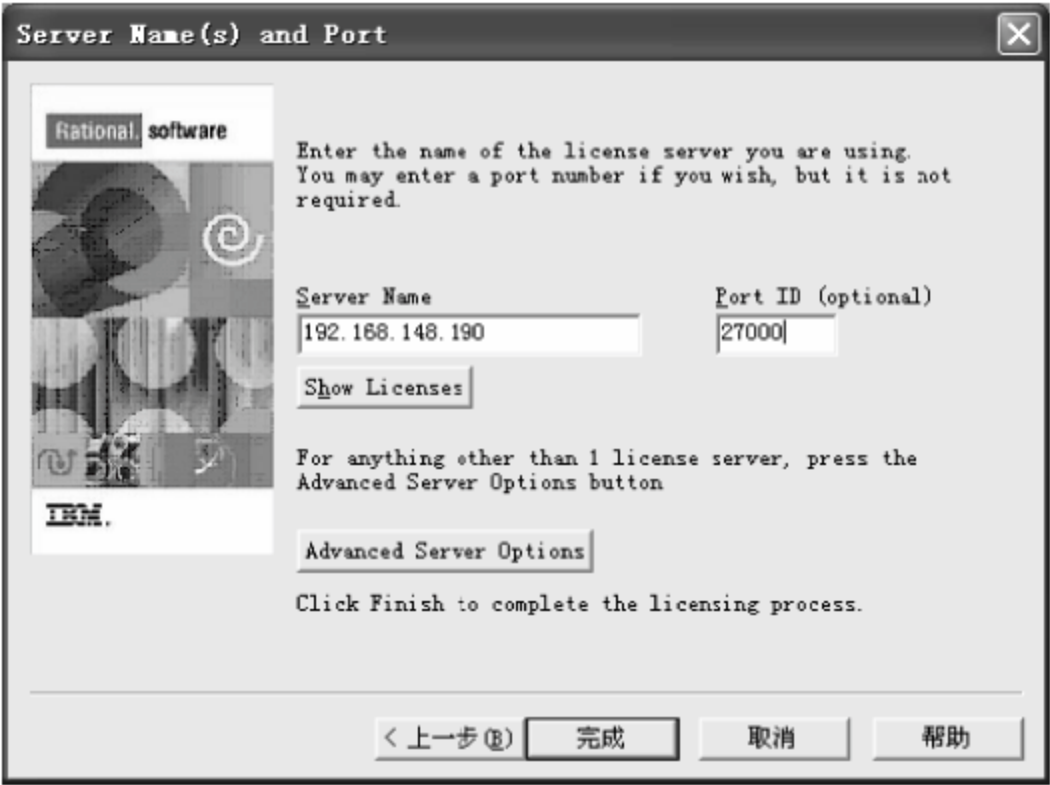 Server Name(s) and Port
Rational. software
Enter the name of the license server you are using.
You may enter a port number if you wish, but it is not
required.
Server Name
Port ID (optional)
192.168.148.190
27000
Show Licenses
For anything other than 1 license server, press the
Advanced Server Options button
IBM.
Advanced Server Options
Click Finish to complete the licensing process.
< 上一步(B)
完成
取消
帮助